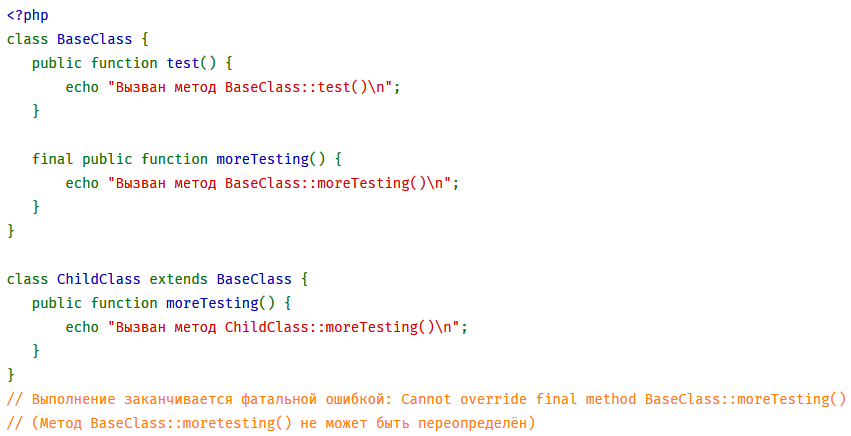 <?php
class BaseClass {
   public function test() {
       echo "Вызван метод BaseClass::test()\n";
   }

   final public function moreTesting() {
       echo "Вызван метод BaseClass::moreTesting()\n";
   }
}

class ChildClass extends BaseClass {
   public function moreTesting() {
       echo "Вызван метод ChildClass::moreTesting()\n";
   }
}
// Выполнение заканчивается фатальной ошибкой: Cannot override final method BaseClass::moreTesting()
// (Метод BaseClass::moretesting() не может быть переопределён)